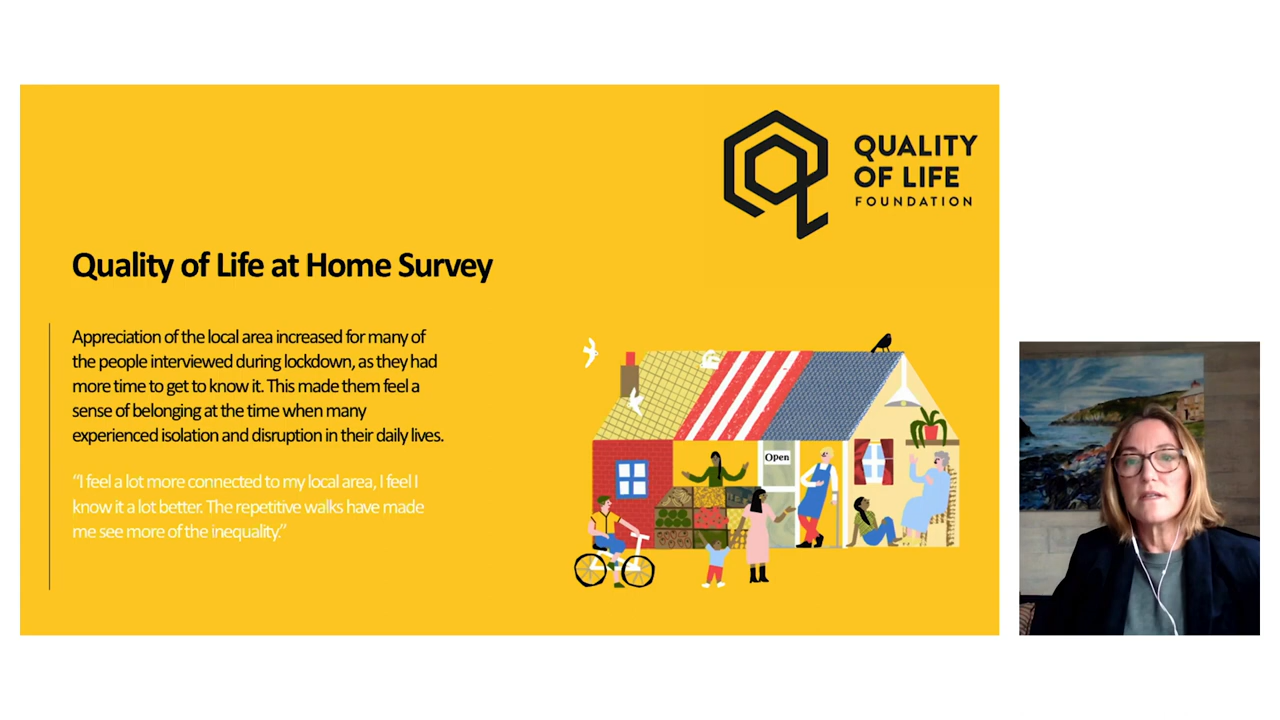 QUALITY
OF LIFE
FOUNDATION
Quality of Life at Home Survey
Appreciation of the local area increased for many of
the people interviewed during lockdown, as they had
more time to get to know it. This made them feel a
sense of belonging at the time when many
experienced isolation and disruption in their daily lives.
“I feel a lot more connected to my local area, I feel I
know it a lot better. The repetitive walks have made
me see more of the inequality.”
Open